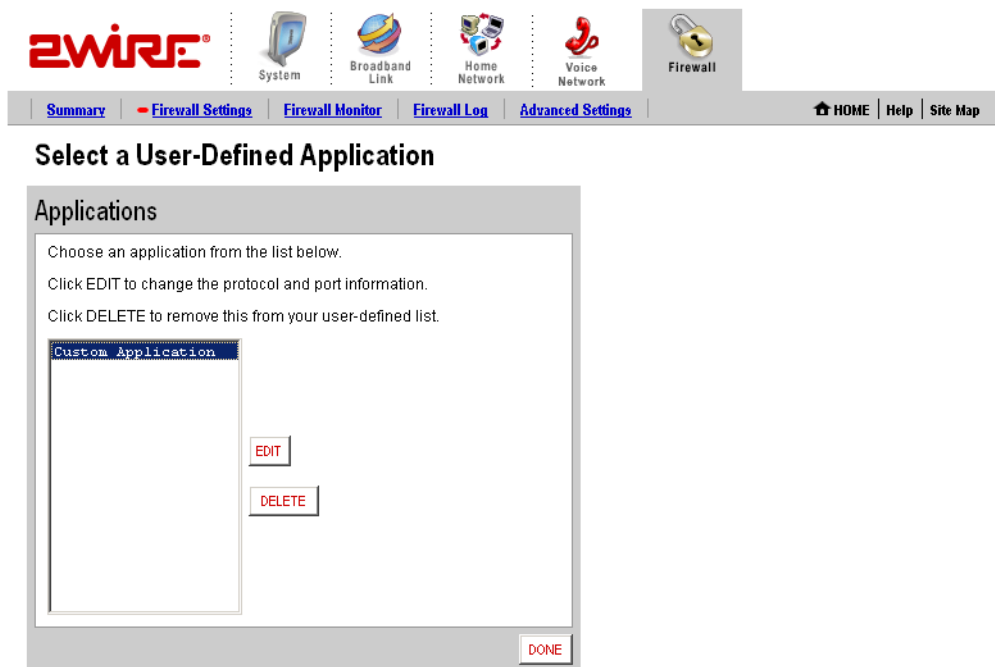 2WIRE®
System
Broadband
Link
Home
Network
Voice
Network
Firewall
Summary
Firewall Settings
Firewall Monitor
Firewall Log
Advanced Settings
HOME
Help
Site Map
Select a User-Defined Application
Applications
Choose an application from the list below.
Click EDIT to change the protocol and port information.
Click DELETE to remove this from your user-defined list.
Custom Application
EDIT
DELETE
DONE